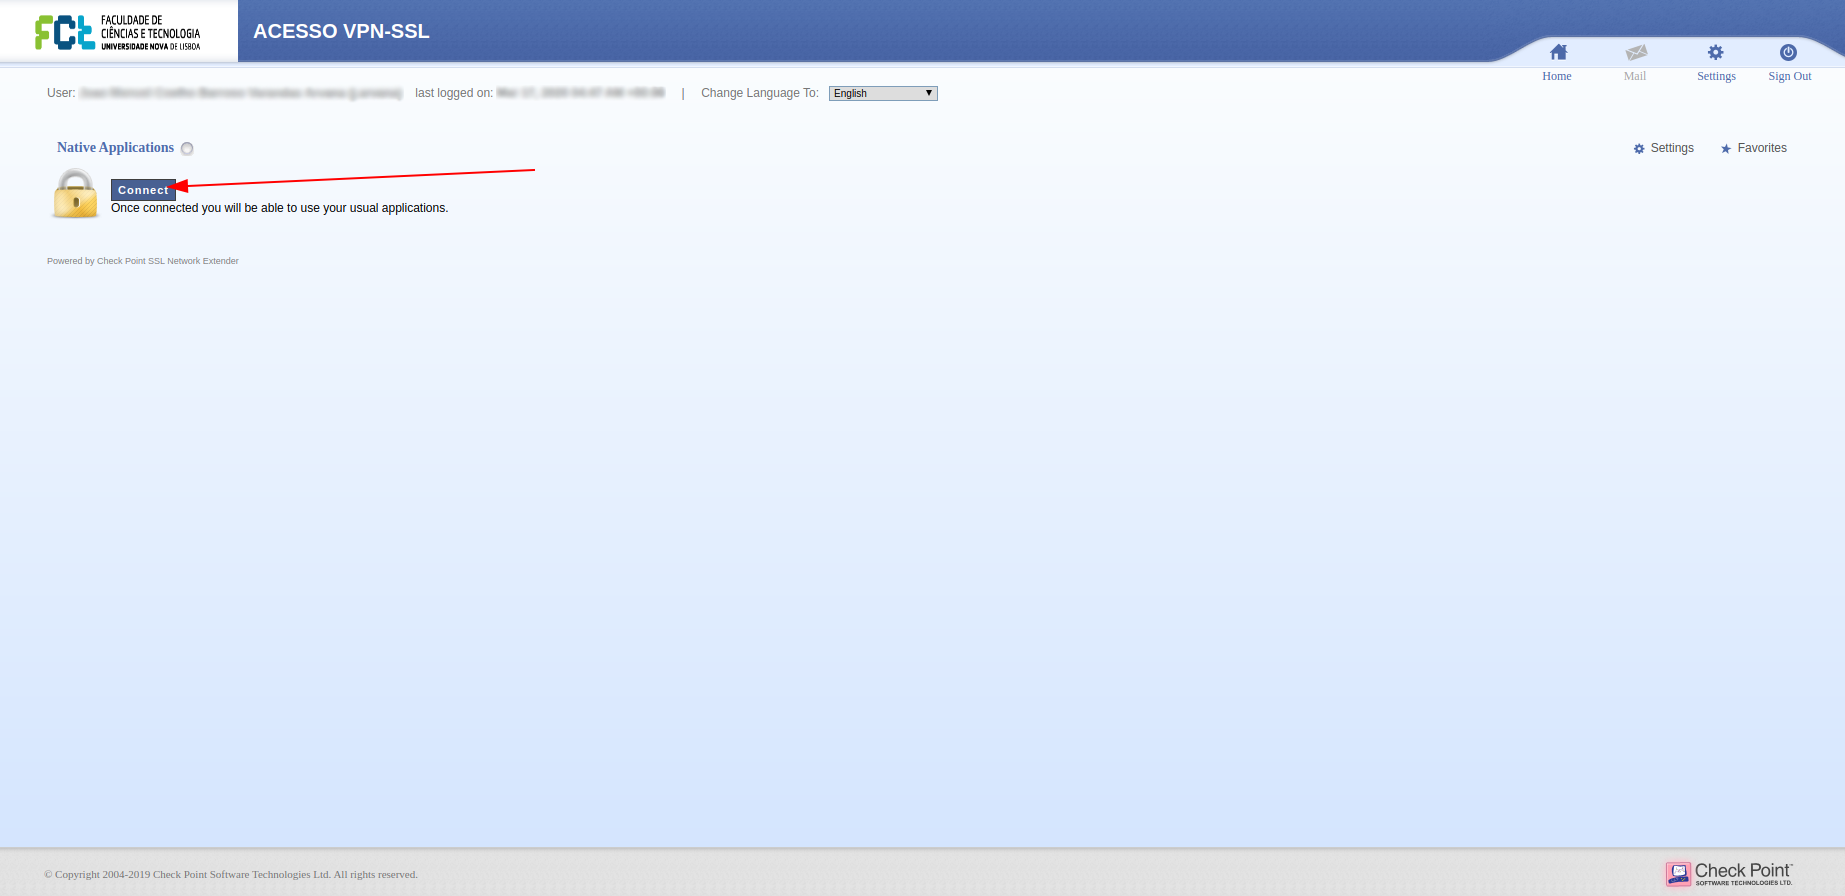 FCt FACULDADE DE
CIÊNCIAS E TECNOLOGIA
UNIVERSIDADE NOVA DE LISBOA
ACESSO VPN-SSL
Home Mail Settings Sign Out
User: last logged on: | Change Language To: English
Native Applications
Settings Favorites
Connect
Once connected you will be able to use your usual applications.
Powered by Check Point SSL Network Extender
© Copyright 2004-2019 Check Point Software Technologies Ltd. All rights reserved.
Check Point™
SOFTWARE TECHNOLOGIES LTD.